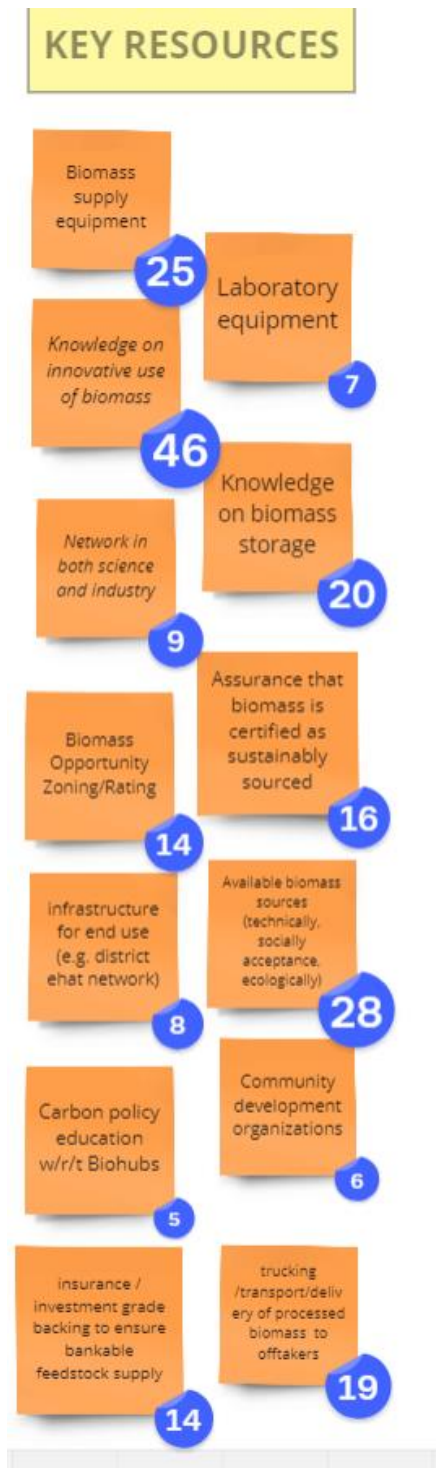 KEY RESOURCES
Biomass
supply
equipment
25
Laboratory
equipment
7
Knowledge on
innovative use
of biomass
46
Knowledge
on biomass
storage
20
Network in
both science
and industry
9
Assurance that
biomass is
certified as
sustainably
sourced
16
Biomass
Opportunity
Zoning/Rating
14
Available biomass
sources
(technically,
socially
acceptance,
ecologically)
28
infrastructure
for end use
(e.g. district
ehat network)
8
Community
development
organizations
6
Carbon policy
education
w/r/t Biohubs
5
trucking
/transport/deliv
ery of processed
biomass to
offtakers
19
insurance /
investment grade
backing to ensure
bankable
feedstock supply
14